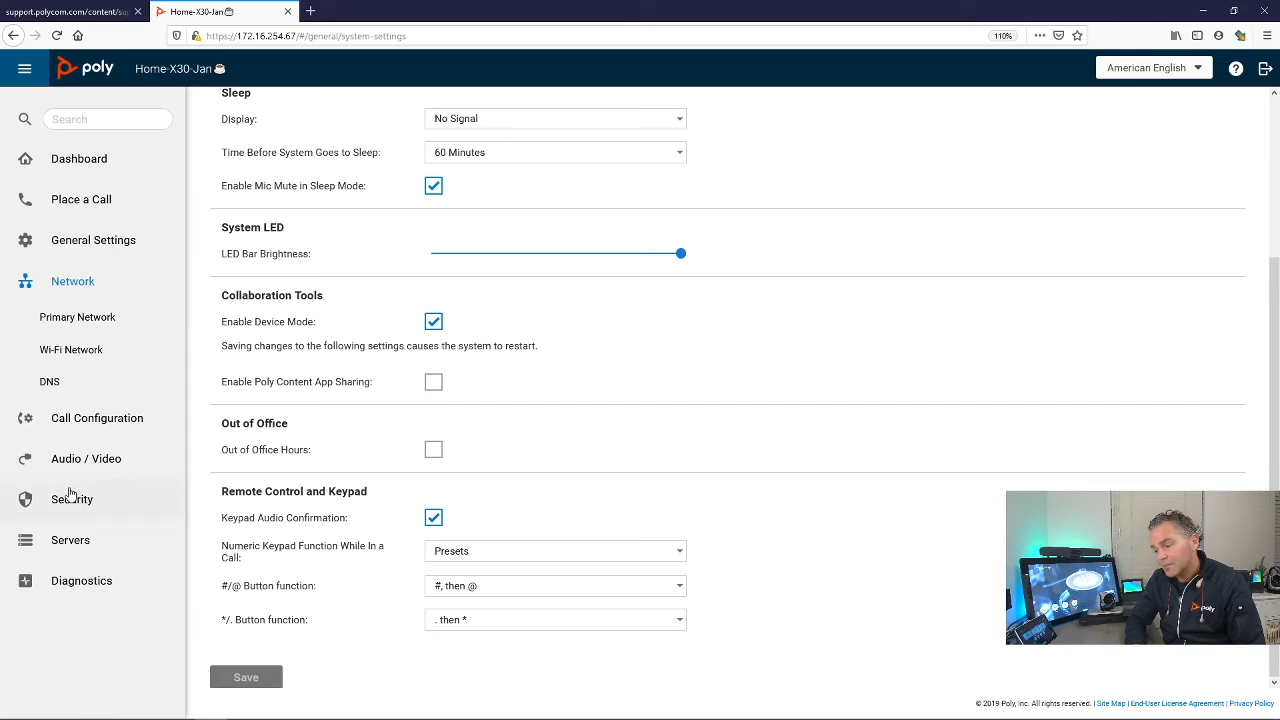 support.polycom.com/content/su
Home-X30-Jan
https://172.16.254.67/#/general/system-settings
110%
poly
Home-X30-Jan
American English
Search
Dashboard
Place a Call
General Settings
Network
Primary Network
Wi-Fi Network
DNS
Call Configuration
Audio / Video
Security
Servers
Diagnostics
Sleep
Display:
No Signal
Time Before System Goes to Sleep:
60 Minutes
Enable Mic Mute in Sleep Mode:
System LED
LED Bar Brightness:
Collaboration Tools
Enable Device Mode:
Saving changes to the following settings causes the system to restart.
Enable Poly Content App Sharing:
Out of Office
Out of Office Hours:
Remote Control and Keypad
Keypad Audio Confirmation:
Numeric Keypad Function While In a
Call:
Presets
#/@ Button function:
#, then @
*/. Button function:
. then *
Save
poly
© 2019 Poly, Inc. All rights reserved. | Site Map | End-User License Agreement | Privacy Policy